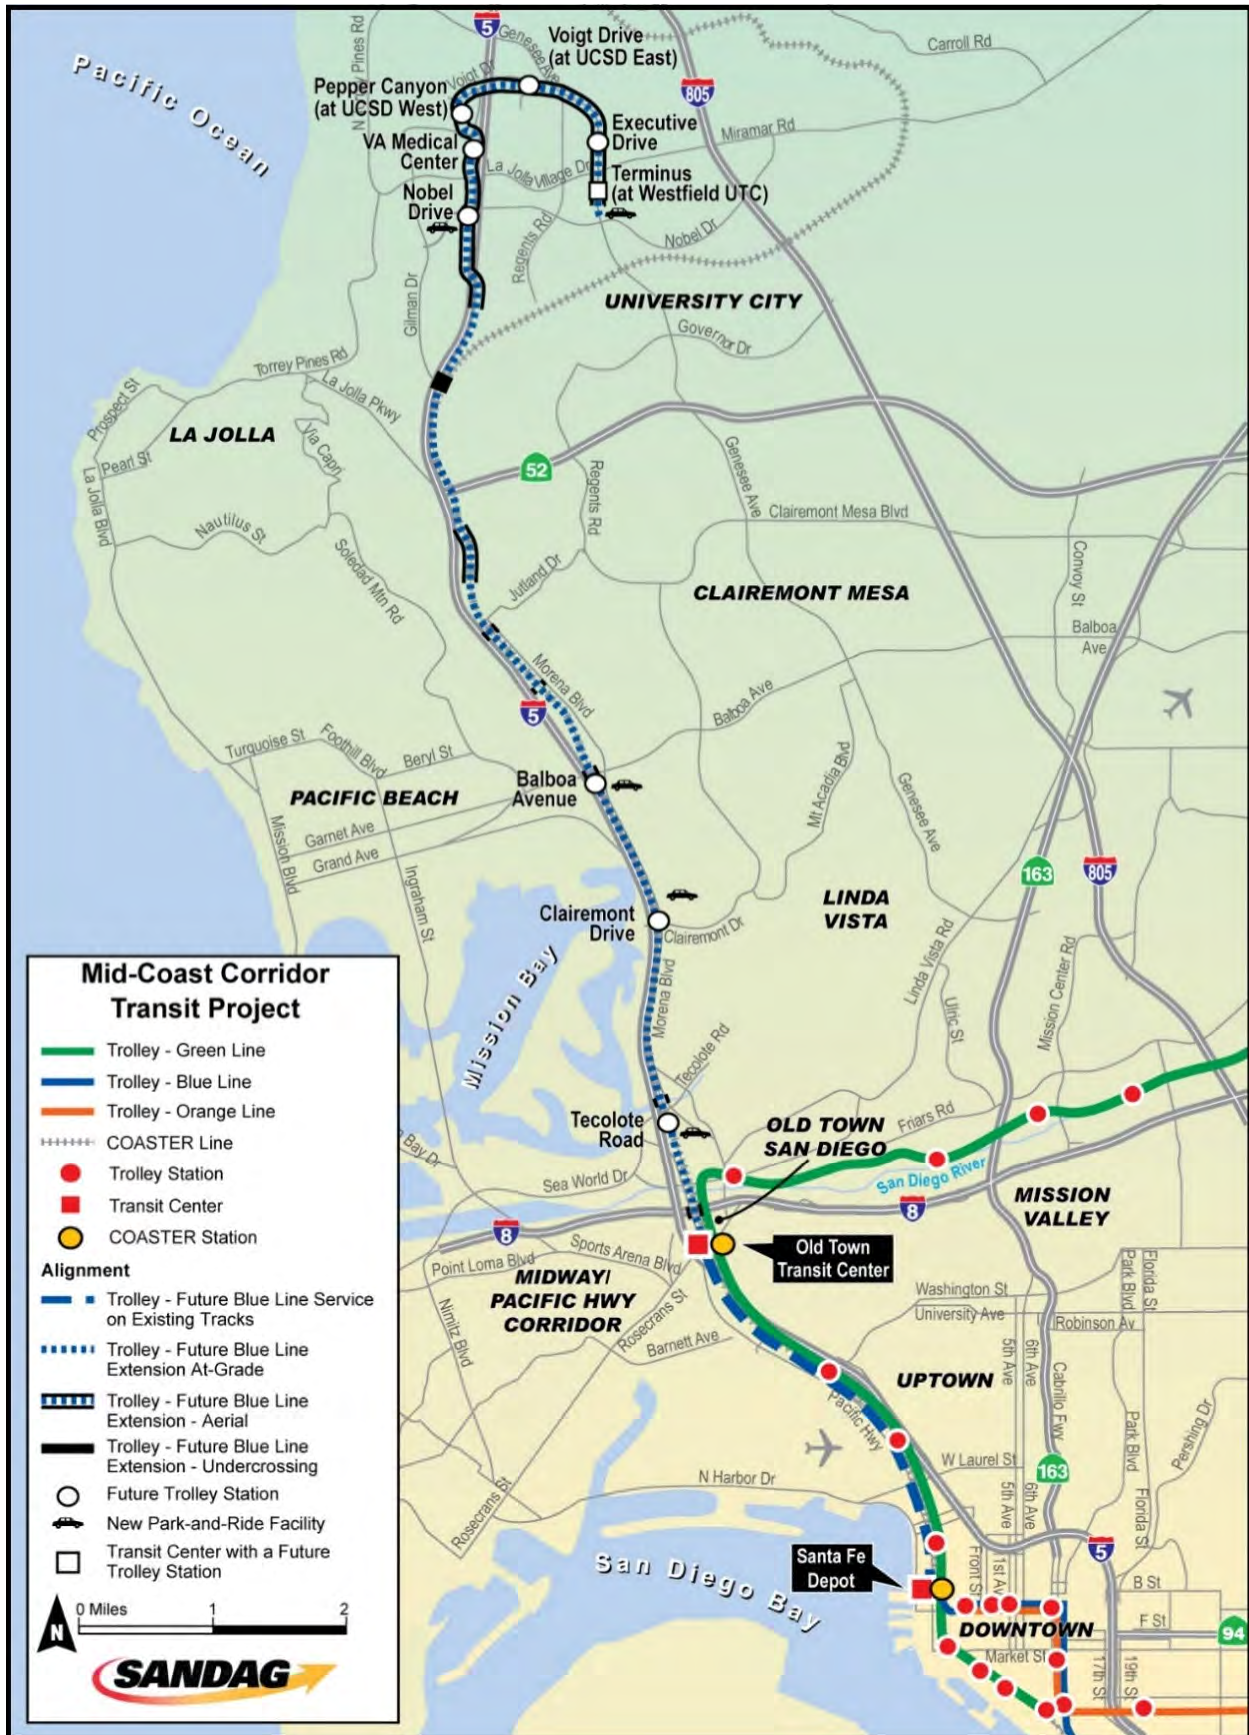 Pacific Ocean
5
Genesee Ave
Voigt Drive
(at UCSD East)
Carroll Rd
N Torrey Pines Rd
Voigt Dr
Pepper Canyon
(at UCSD West)
805
Miramar Rd
Executive
Drive
VA Medical
Center
La Jolla Village Dr
Terminus
(at Westfield UTC)
Nobel
Drive
Regents Rd
Nobel Dr
Gilman Dr
UNIVERSITY CITY
Governor Dr
Torrey Pines Rd
La Jolla Pkwy
Prospect St
LA JOLLA
Via Capri
Pearl St
La Jolla Blvd
52
Genesee Ave
Regents Rd
Nautilus St
Clairemont Mesa Blvd
Soledad Mtn Rd
Jutland Dr
Convoy St
CLAIREMONT MESA
Balboa
Ave
Morena Blvd
5
Balboa Ave
Turquoise St
Foothill Blvd
Beryl St
Mt Acadia Blvd
Balboa
Avenue
PACIFIC BEACH
Genesee Ave
Mission Blvd
Garnet Ave
Grand Ave
163
805
Ingraham St
LINDA
VISTA
Clairemont
Drive
Clairemont Dr
Mission Bay
Morena Blvd
Linda Vista Rd
Ulric St
Mission Center Rd
Tecolote Rd
Tecolote
Road
OLD TOWN
SAN DIEGO
Friars Rd
Bay Dr
Sea World Dr
San Diego River
8
8
MISSION
VALLEY
Point Loma Blvd
Sports Arena Blvd
Old Town
Transit Center
MIDWAY/
PACIFIC HWY
CORRIDOR
Nimitz Blvd
Rosecrans St
Barnett Ave
Washington St
University Ave
Robinson Av
Park Blvd
Florida St
5th Ave
6th Ave
Cabrillo Fwy
UPTOWN
Pacific Hwy
Park Blvd
Pershing Dr
W Laurel St
163
N Harbor Dr
5th Ave
6th Ave
Florida St
Rosecrans St
San Diego Bay
Santa Fe
Depot
5
Front St
1st Ave
B St
F St
94
DOWNTOWN
Market St
17th St
19th St
Mid-Coast Corridor
Transit Project
Trolley - Green Line
Trolley - Blue Line
Trolley - Orange Line
COASTER Line
Trolley Station
Transit Center
COASTER Station
Alignment
Trolley - Future Blue Line Service
on Existing Tracks
Trolley - Future Blue Line
Extension At-Grade
Trolley - Future Blue Line
Extension - Aerial
Trolley - Future Blue Line
Extension - Undercrossing
Future Trolley Station
New Park-and-Ride Facility
Transit Center with a Future
Trolley Station
0 Miles 1 2
N
SANDAG